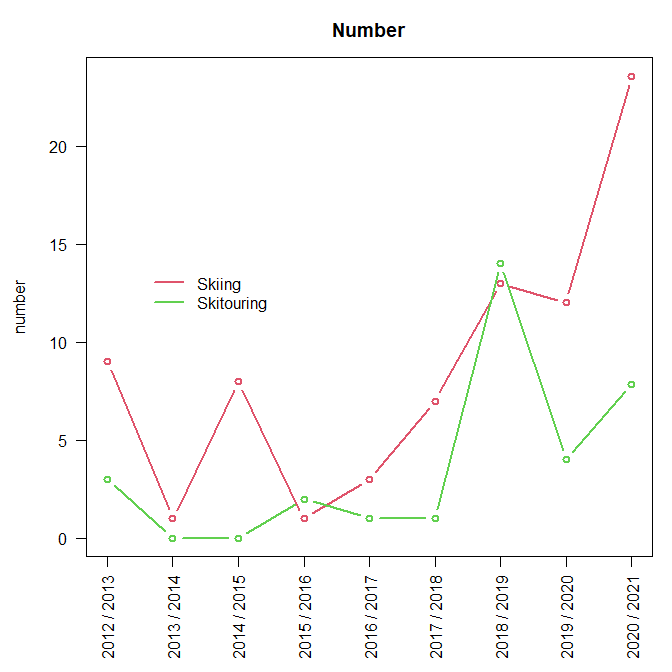 Number
number
20
15
10
5
0
Skiing
Skitouring
2012 / 2013
2013 / 2014
2014 / 2015
2015 / 2016
2016 / 2017
2017 / 2018
2018 / 2019
2019 / 2020
2020 / 2021